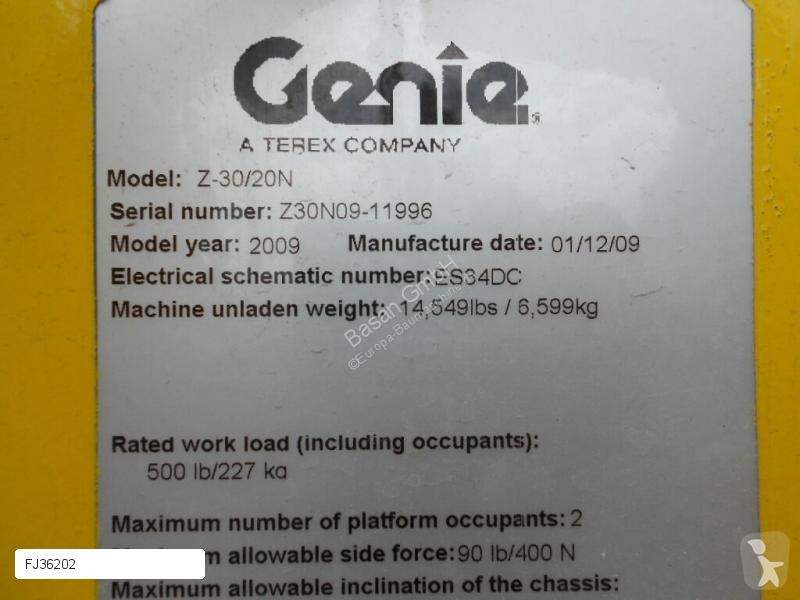 Genie®
A TEREX COMPANY
Model: Z-30/20N
Serial number: Z30N09-11996
Model year: 2009 Manufacture date: 01/12/09
Electrical schematic number: ES34DC
Machine unladen weight: 14,549lbs / 6,599kg
Basan GmbH
©Europa-Baumaschinen
Rated work load (including occupants):
500 lb/227 kg
Maximum number of platform occupants: 2
Maximum allowable side force: 90 lb/400 N
FJ36202
Maximum allowable inclination of the chassis: